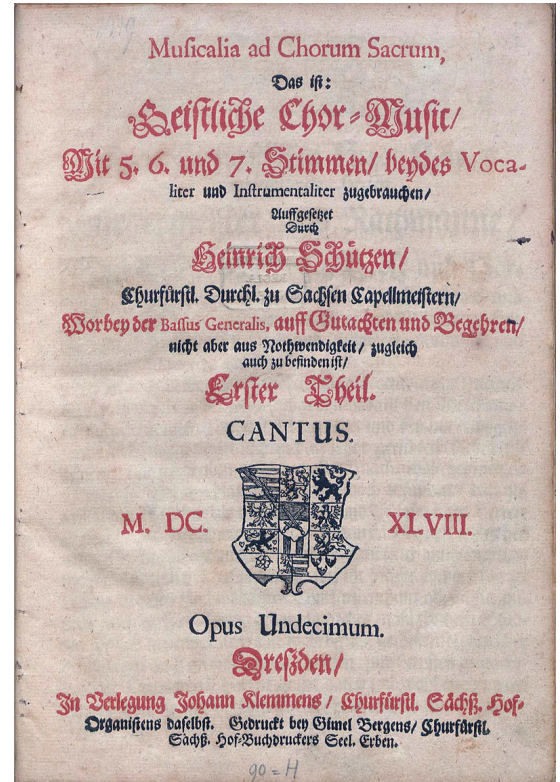 Musicalia ad Chorum Sacrum,
Das ist:
Geistliche Chor-Music/
Mit 5. 6. und 7. Stimmen/ beydes Voca-
liter und Instrumentaliter zugebrauchen/
Auffgesetzet
Durch
Heinrich Schützen/
Churfürstl. Durchl. zu Sachsen Capellmeistern/
Worbey der Bassus Generalis, auff Gutachten und Begehren/
nicht aber aus Nothwendigkeit/ zugleich
auch zu befinden ist/
Erster Theil.
CANTUS.
M. DC. XLVIII.
Opus Undecimum.
Dreßden/
In Verlegung Johann Klemmens/ Churfürstl. Sächß. Hof-
Organistens daselbst. Gedruckt bey Gimel Bergens/ Churfürstl.
Sächß. Hof-Buchdruckers Seel. Erben.
90=H